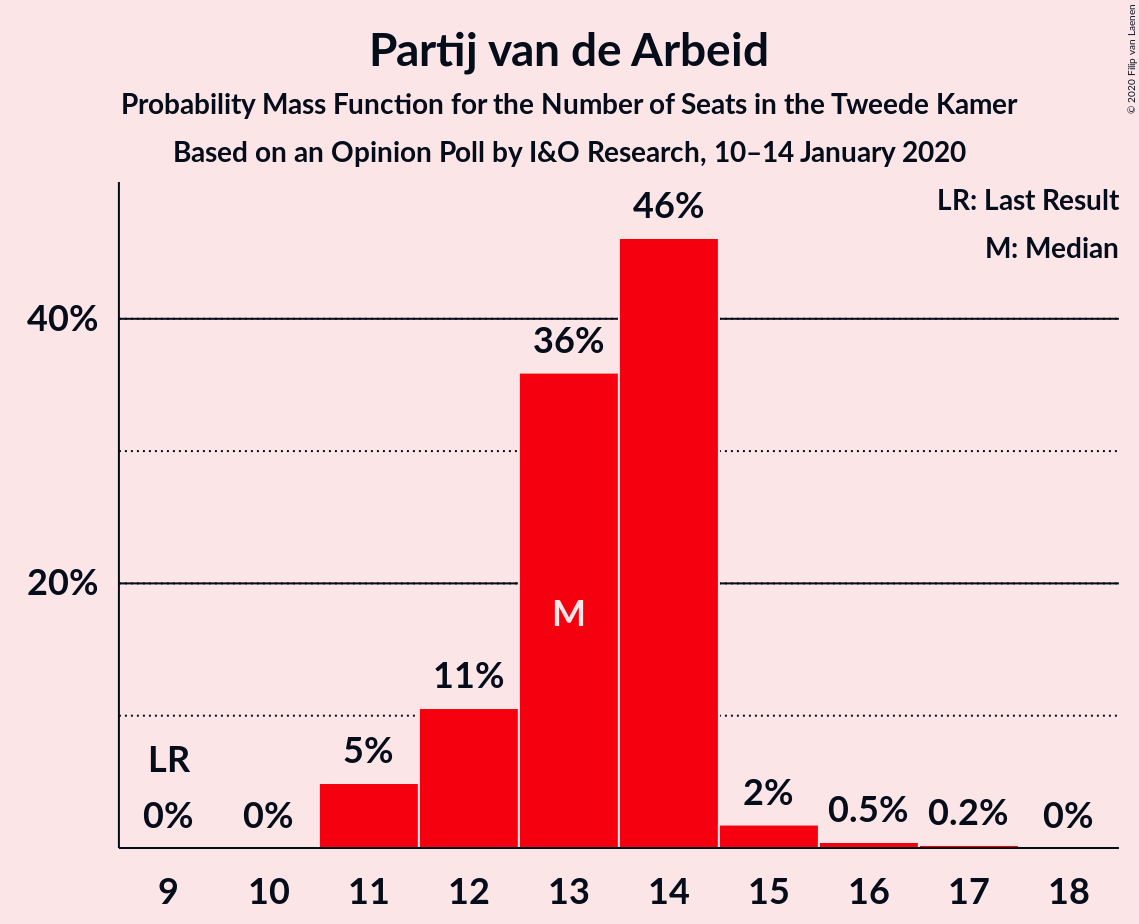 Partij van de Arbeid
Probability Mass Function for the Number of Seats in the Tweede Kamer
Based on an Opinion Poll by I&O Research, 10–14 January 2020
© 2020 Filip van Laenen
LR: Last Result
M: Median
46%
40%
36%
20%
M
11%
5%
LR
2%
0%
0%
0.5%
0.2%
0%
9 10 11 12 13 14 15 16 17 18